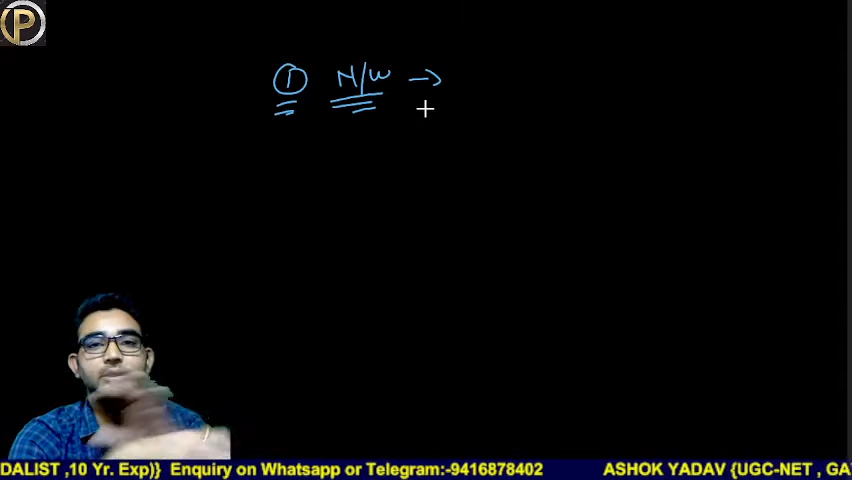 P
① N/W →
DALIST ,10 Yr. Exp)} Enquiry on Whatsapp or Telegram:-9416878402 ASHOK YADAV {UGC-NET , GA